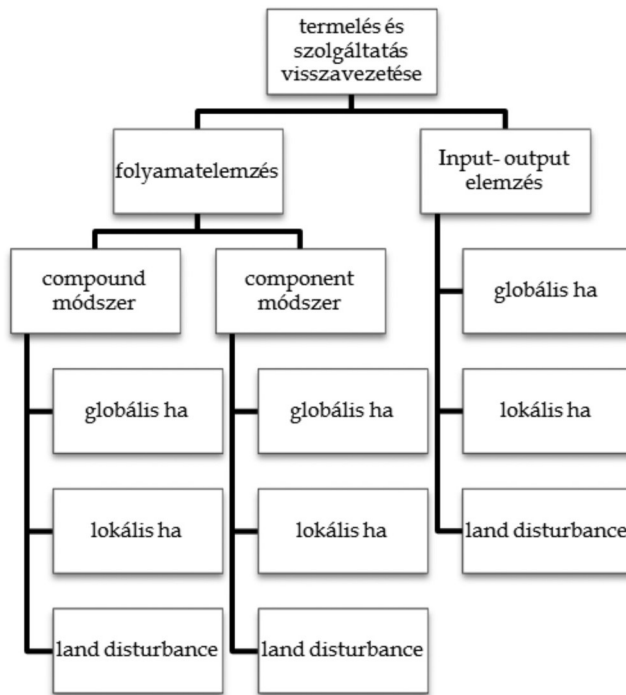 termelés és
szolgáltatás
visszavezetése
folyamatelemzés
Input- output
elemzés
compound
módszer
component
módszer
globális ha
globális ha
globális ha
lokális ha
lokális ha
lokális ha
land disturbance
land disturbance
land disturbance